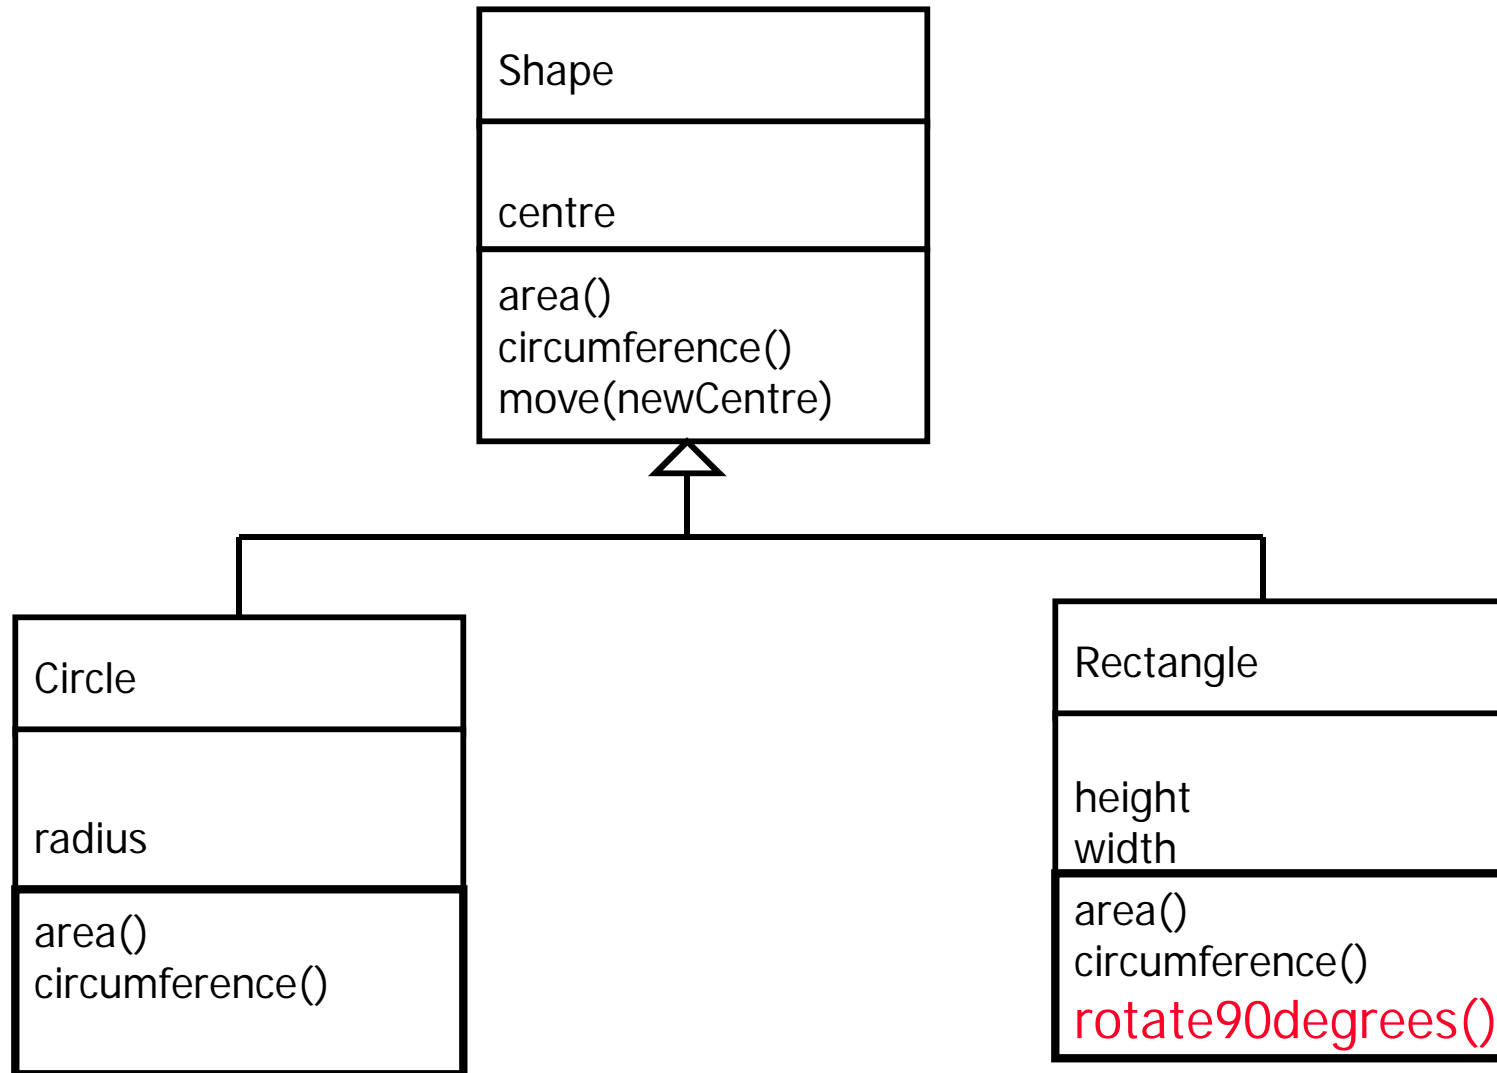 Shape
centre
area()
circumference()
move(newCentre)
Circle
radius
area()
circumference()
Rectangle
height
width
area()
circumference()
rotate90degrees()